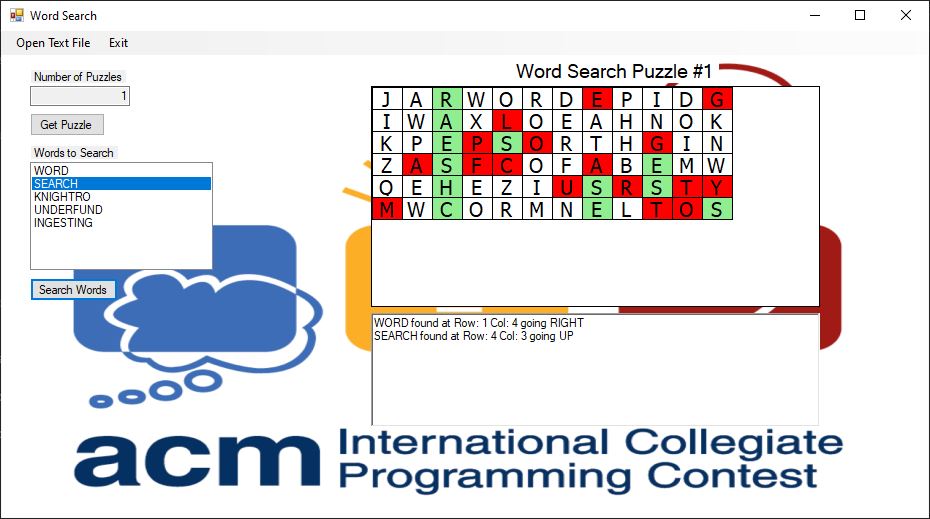 Word Search
Open Text File Exit
Number of Puzzles
1
Get Puzzle
Words to Search
WORD
SEARCH
KNIGHTRO
UNDERFUND
INGESTING
Search Words
Word Search Puzzle #1
J A R W O R D E P I D G
I W A X L O E A H N O K
K P E P S O R T H G I N
Z A S F C O F A B E M W
Q E H E Z I U S R S T Y
M W C O R M N E L T O S
WORD found at Row: 1 Col: 4 going RIGHT
SEARCH found at Row: 4 Col: 3 going UP
acm International Collegiate
Programming Contest